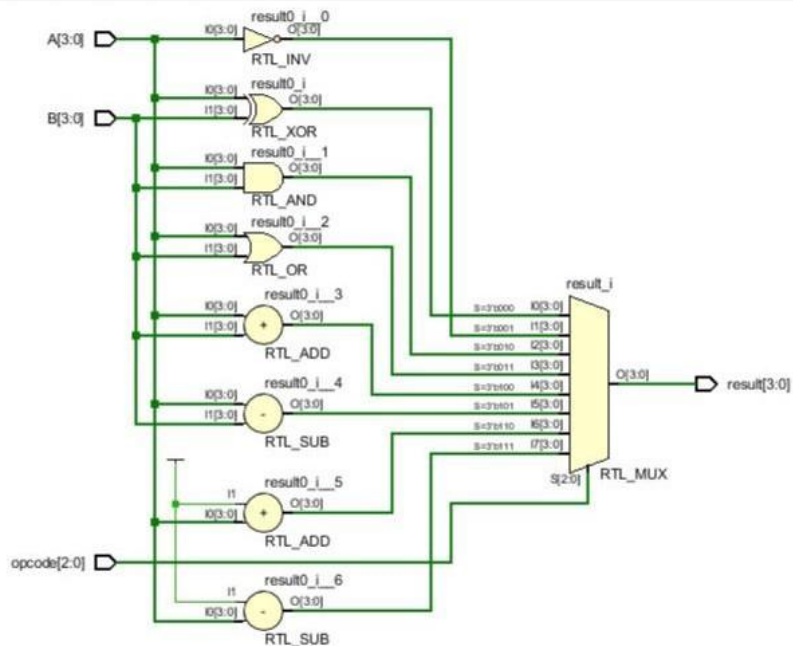 result0_i__0
A[3:0]
I0[3:0]
O[3:0]
RTL_INV
result0_i
I0[3:0]
O[3:0]
B[3:0]
I1[3:0]
RTL_XOR
result0_i__1
I0[3:0]
O[3:0]
I1[3:0]
RTL_AND
result0_i__2
I0[3:0]
O[3:0]
I1[3:0]
RTL_OR
result0_i__3
I0[3:0]
O[3:0]
I1[3:0]
+
RTL_ADD
result0_i__4
I0[3:0]
O[3:0]
I1[3:0]
-
RTL_SUB
result0_i__5
I1
O[3:0]
I0[3:0]
+
RTL_ADD
opcode[2:0]
result0_i__6
I1
O[3:0]
I0[3:0]
-
RTL_SUB
result_i
S=3'b000 I0[3:0]
S=3'b001 I1[3:0]
S=3'b010 I2[3:0]
S=3'b011 I3[3:0]
S=3'b100 I4[3:0]
S=3'b101 I5[3:0]
S=3'b110 I6[3:0]
S=3'b111 I7[3:0]
O[3:0]
result[3:0]
S[2:0]
RTL_MUX